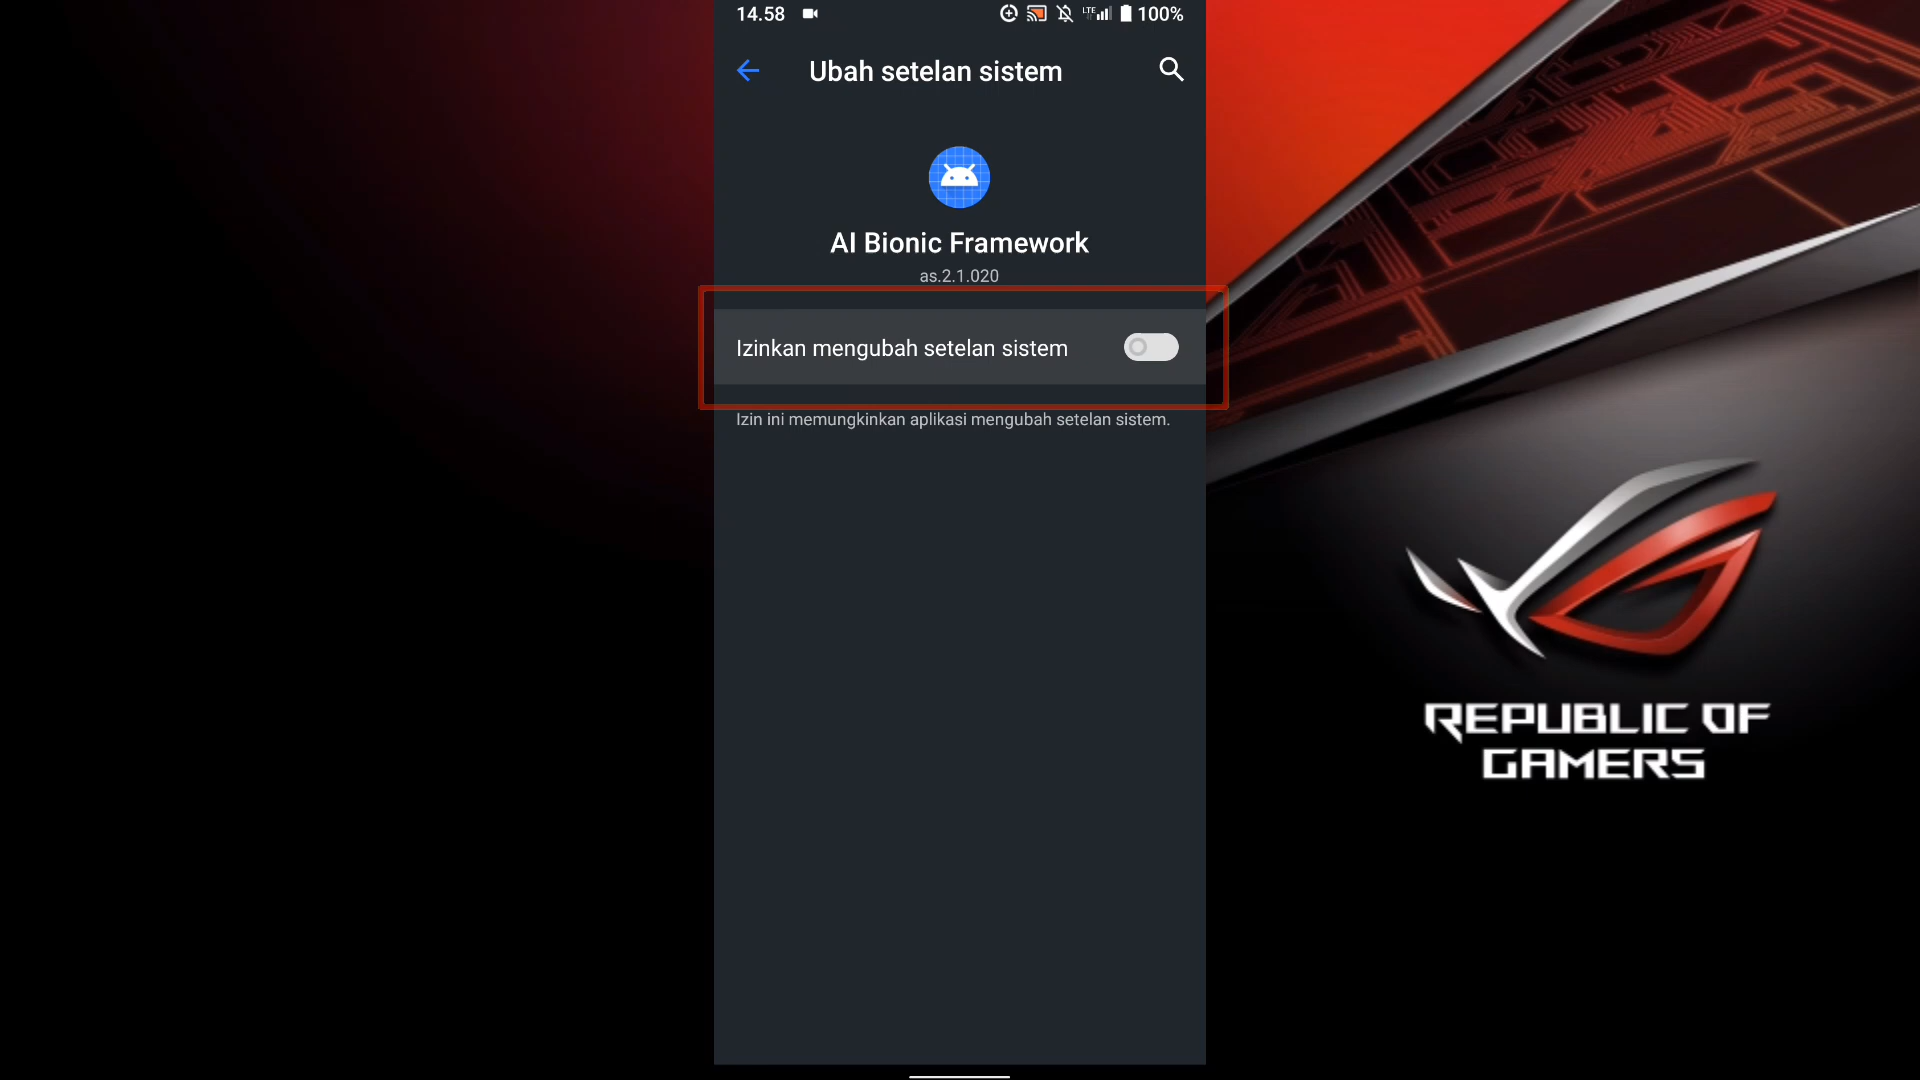 14.58
LTE
100%
Ubah setelan sistem
AI Bionic Framework
as.2.1.020
Izinkan mengubah setelan sistem
Izin ini memungkinkan aplikasi mengubah setelan sistem.
REPUBLIC OF
GAMERS